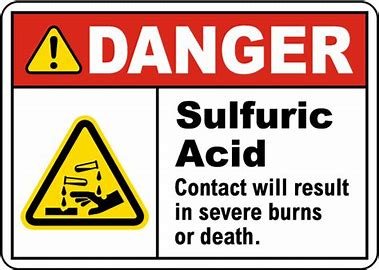 DANGER
Sulfuric
Acid
Contact will result
in severe burns
or death.